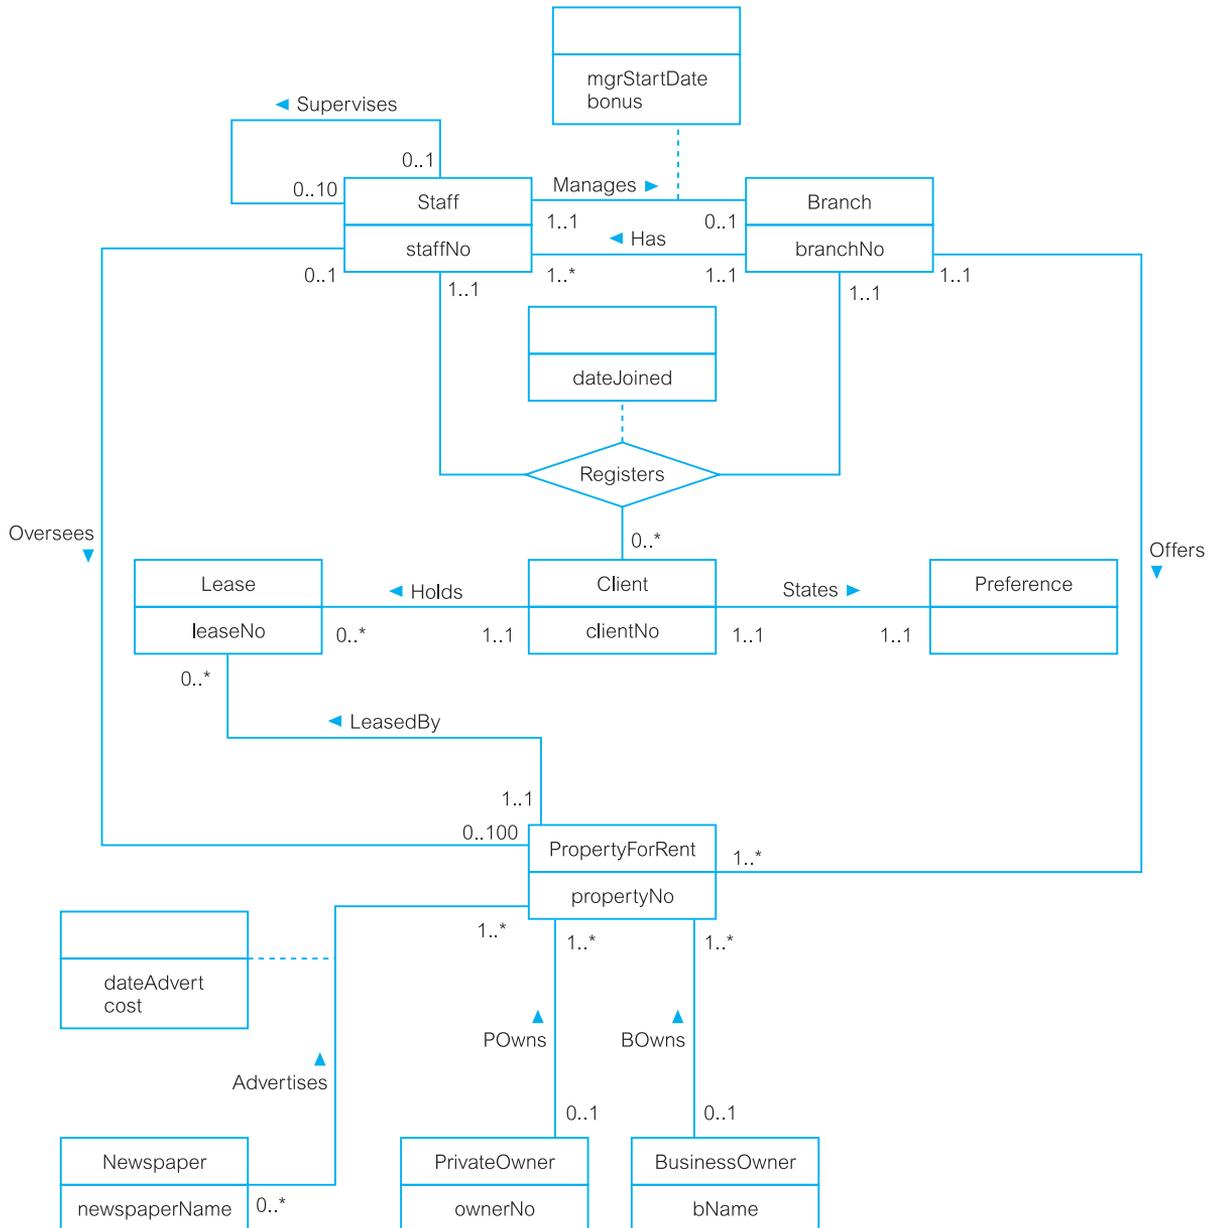 mgrStartDate
bonus
Supervises
0..1
0..10
Staff
staffNo
Manages
1..1
0..1
Branch
branchNo
Has
1..*
1..1
0..1
1..1
1..1
1..1
dateJoined
Registers
0..*
Oversees
Offers
Lease
leaseNo
Holds
0..*
1..1
Client
clientNo
States
1..1
1..1
Preference
0..*
LeasedBy
1..1
0..100
PropertyForRent
propertyNo
1..*
1..*
1..*
1..*
dateAdvert
cost
POwns
BOwns
Advertises
0..1
0..1
Newspaper
newspaperName
0..*
PrivateOwner
ownerNo
BusinessOwner
bName